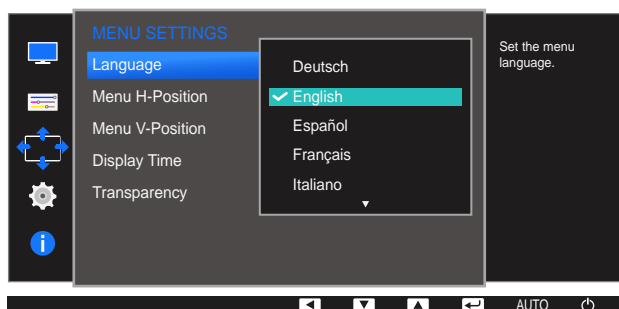 MENU SETTINGS
Language
Menu H-Position
Menu V-Position
Display Time
Transparency
Deutsch
English
Español
Français
Italiano
Set the menu
language.
AUTO